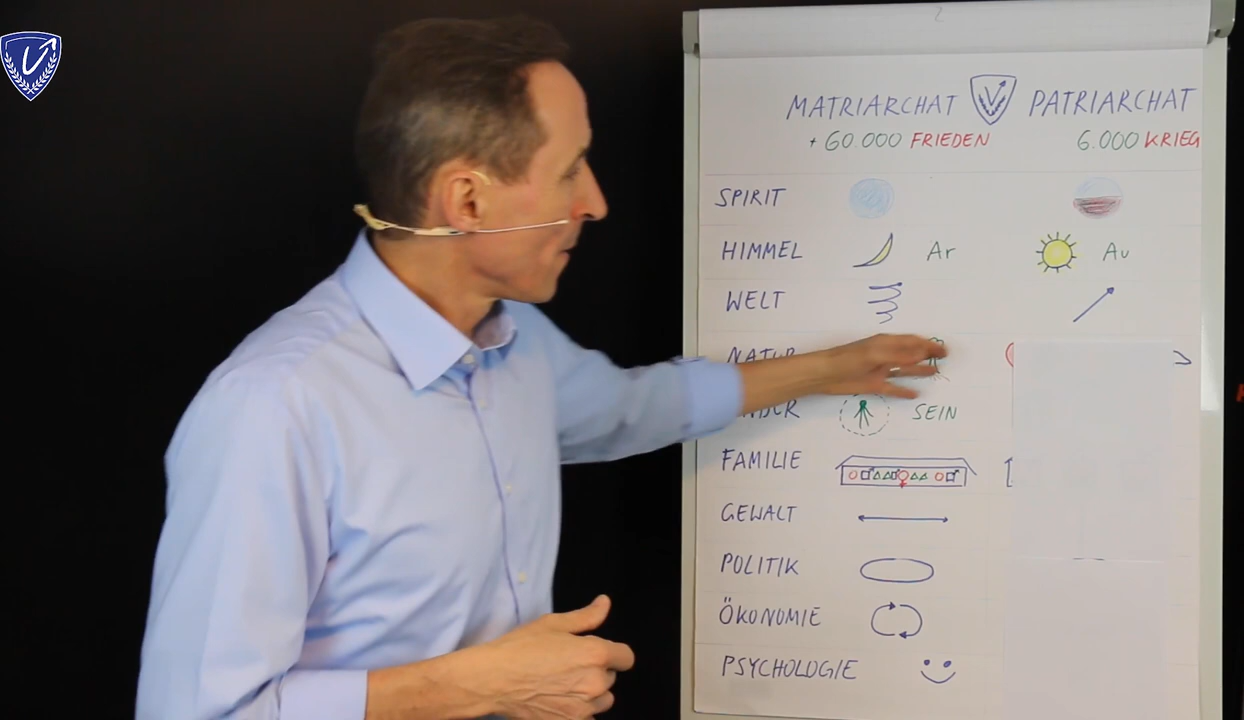 MATRIARCHAT PATRIARCHAT
+ 60.000 FRIEDEN 6.000 KRIEG
SPIRIT
HIMMEL Ar Au
WELT
NATUR
SEIN
FAMILIE
GEWALT
POLITIK
ÖKONOMIE
PSYCHOLOGIE